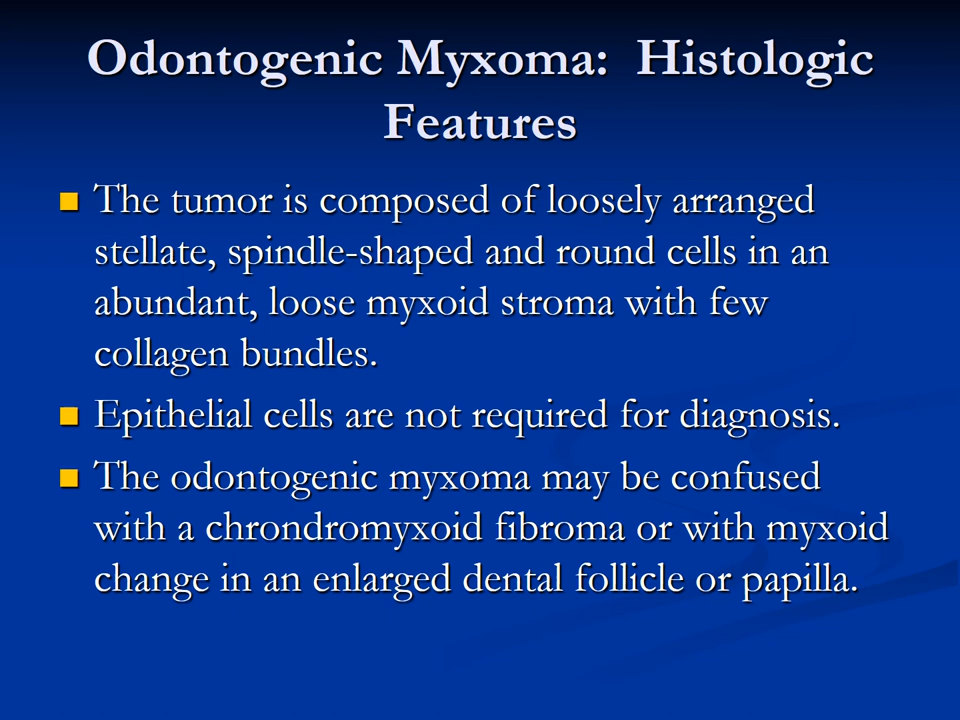 Odontogenic Myxoma: Histologic
Features
The tumor is composed of loosely arranged
stellate, spindle-shaped and round cells in an
abundant, loose myxoid stroma with few
collagen bundles.
Epithelial cells are not required for diagnosis.
The odontogenic myxoma may be confused
with a chrondromyxoid fibroma or with myxoid
change in an enlarged dental follicle or papilla.